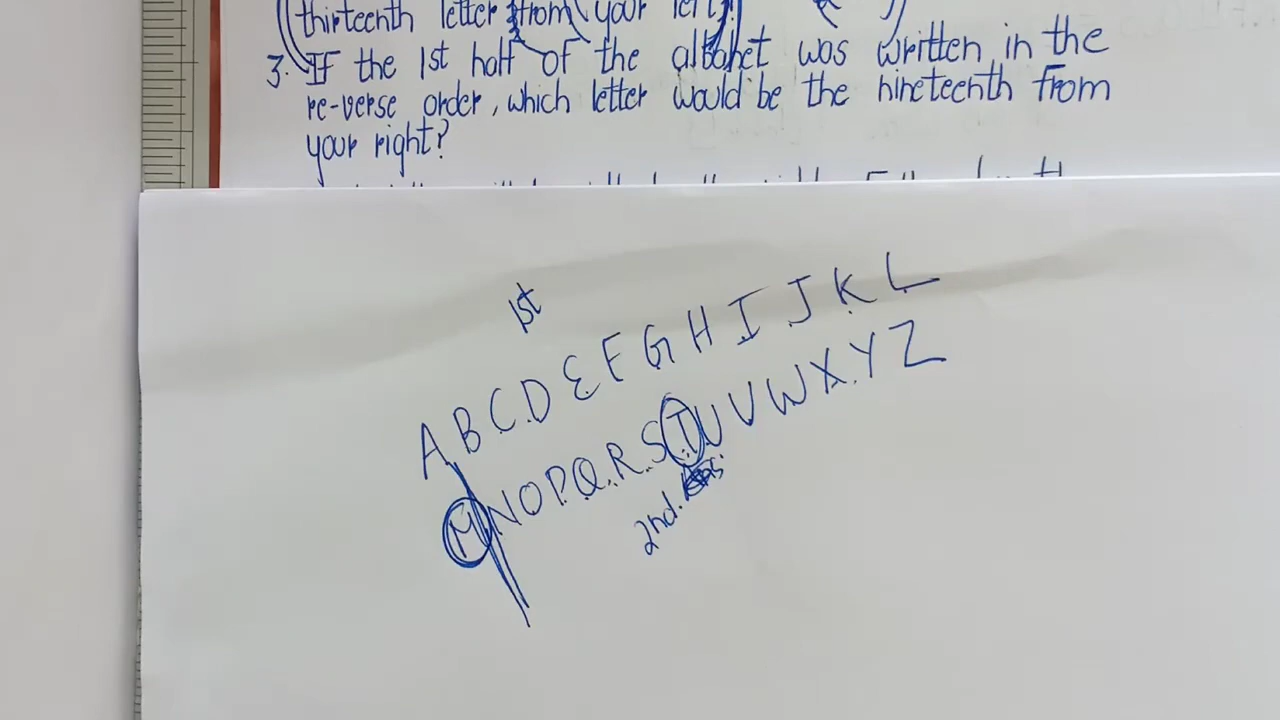 thirteenth letter from your left?
3. If the 1st half of the altbahet was written in the
re-verse order, which letter would be the nineteenth from
your right?
1st
A B C D E F G H I J K L
M N O P Q R S T U V W X Y Z
2nd.